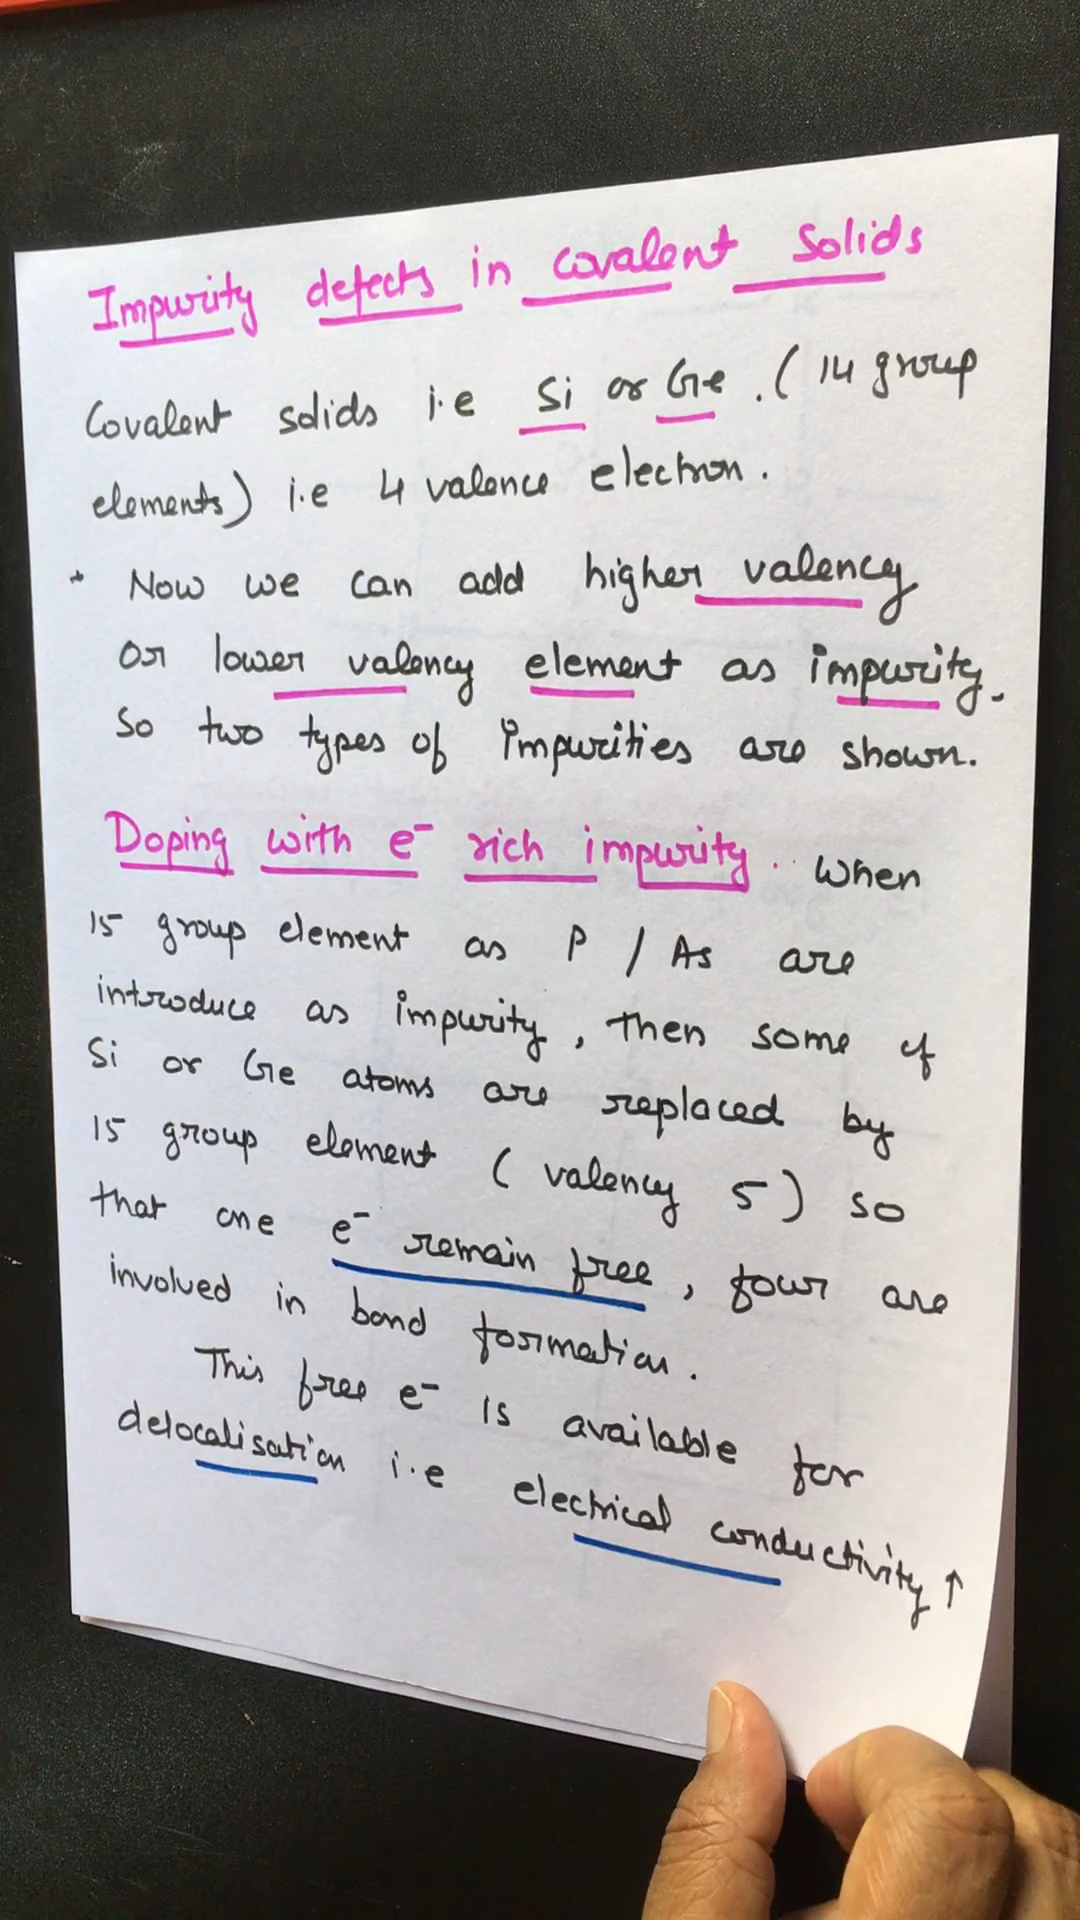 Impurity defects in covalent Solids
Covalent solids i.e Si or Ge. ( 14 group
elements) i.e 4 valence electron.
* Now we can add higher valency
or lower valency element as impurity.
So two types of impurities are shown.
Doping with e⁻ rich impurity. When
15 group element as P / As are
introduce as impurity, then some of
Si or Ge atoms are replaced by
15 group element ( valency 5 ) so
that one e⁻ remain free, four are
involved in bond formation.
This free e⁻ is available for
delocalisation i.e electrical conductivity ↑